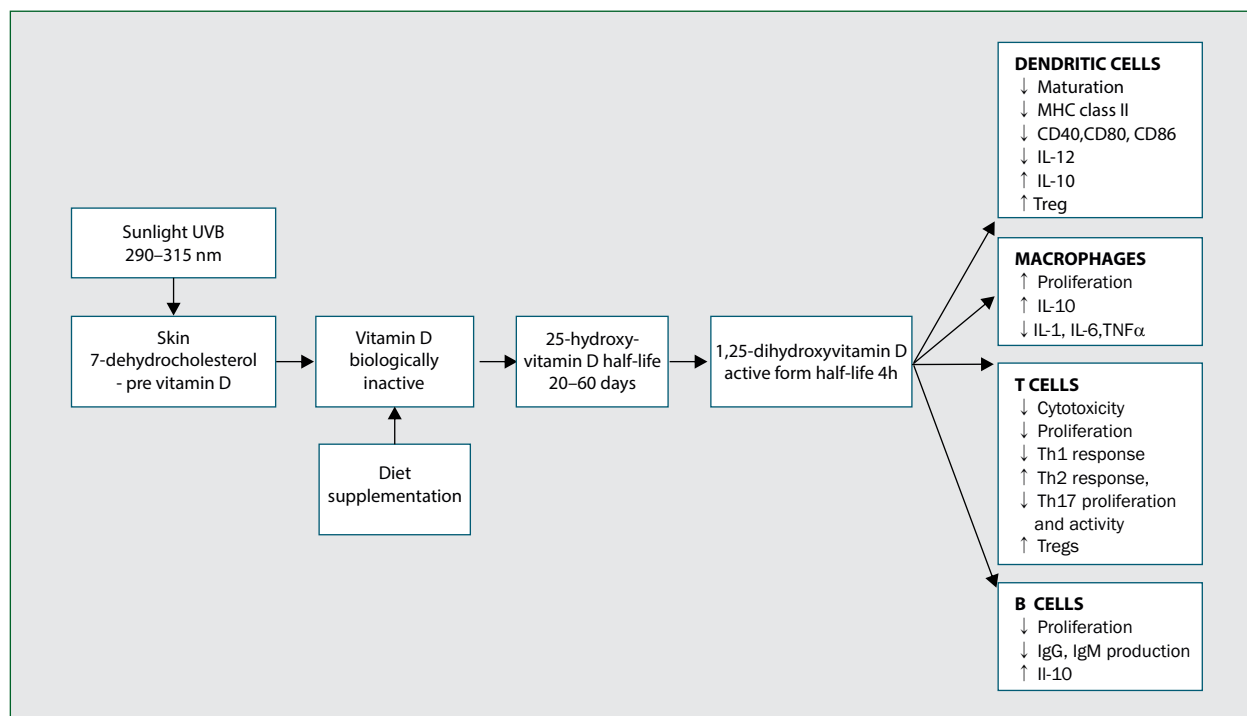 Sunlight UVB
290–315 nm
Skin
7-dehydrocholesterol
- pre vitamin D
Vitamin D
biologically
inactive
Diet
supplementation
25-hydroxy-
vitamin D half-life
20–60 days
1,25-dihydroxyvitamin D
active form half-life 4h
DENDRITIC CELLS
↓ Maturation
↓ MHC class II
↓ CD40,CD80, CD86
↓ IL-12
↑ IL-10
↑ Treg
MACROPHAGES
↑ Proliferation
↑ IL-10
↓ IL-1, IL-6,TNFα
T CELLS
↓ Cytotoxicity
↓ Proliferation
↓ Th1 response
↑ Th2 response,
↓ Th17 proliferation
and activity
↑ Tregs
B CELLS
↓ Proliferation
↓ IgG, IgM production
↑ Il-10